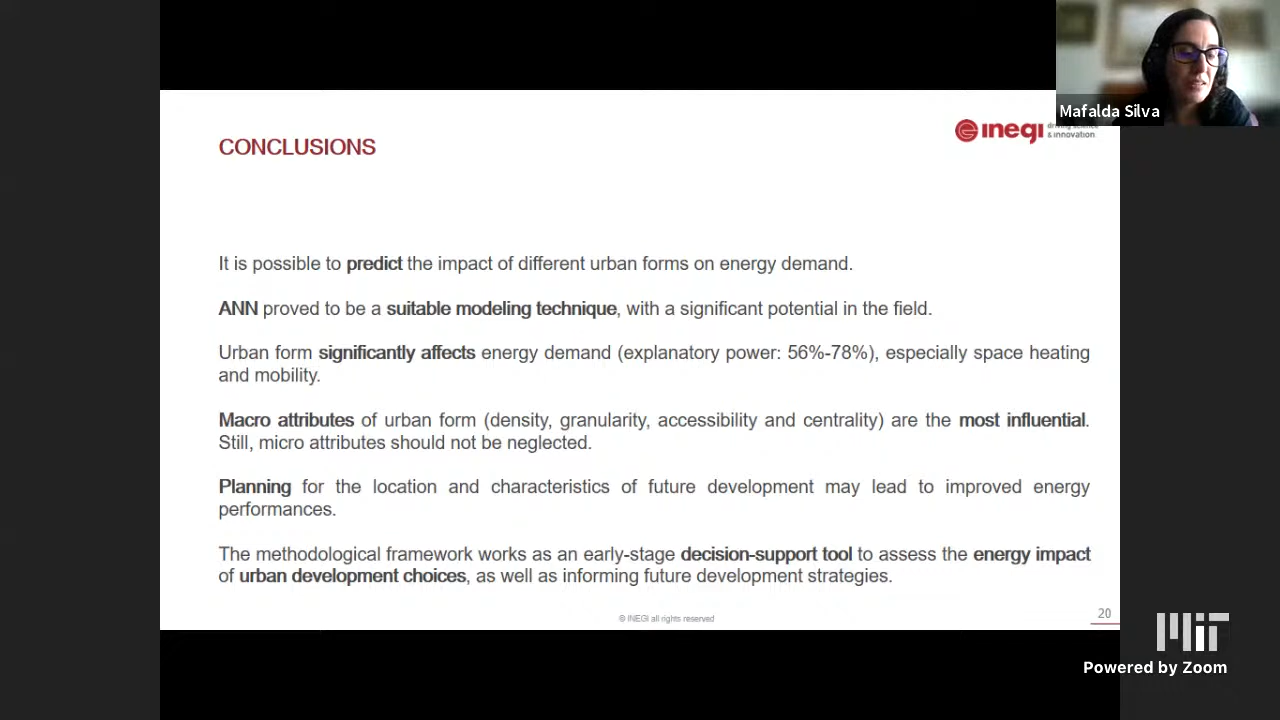 Mafalda Silva
inegi driving science
& innovation
CONCLUSIONS
It is possible to predict the impact of different urban forms on energy demand.
ANN proved to be a suitable modeling technique, with a significant potential in the field.
Urban form significantly affects energy demand (explanatory power: 56%-78%), especially space heating
and mobility.
Macro attributes of urban form (density, granularity, accessibility and centrality) are the most influential.
Still, micro attributes should not be neglected.
Planning for the location and characteristics of future development may lead to improved energy
performances.
The methodological framework works as an early-stage decision-support tool to assess the energy impact
of urban development choices, as well as informing future development strategies.
© INEGI all rights reserved
20
MIT
Powered by Zoom